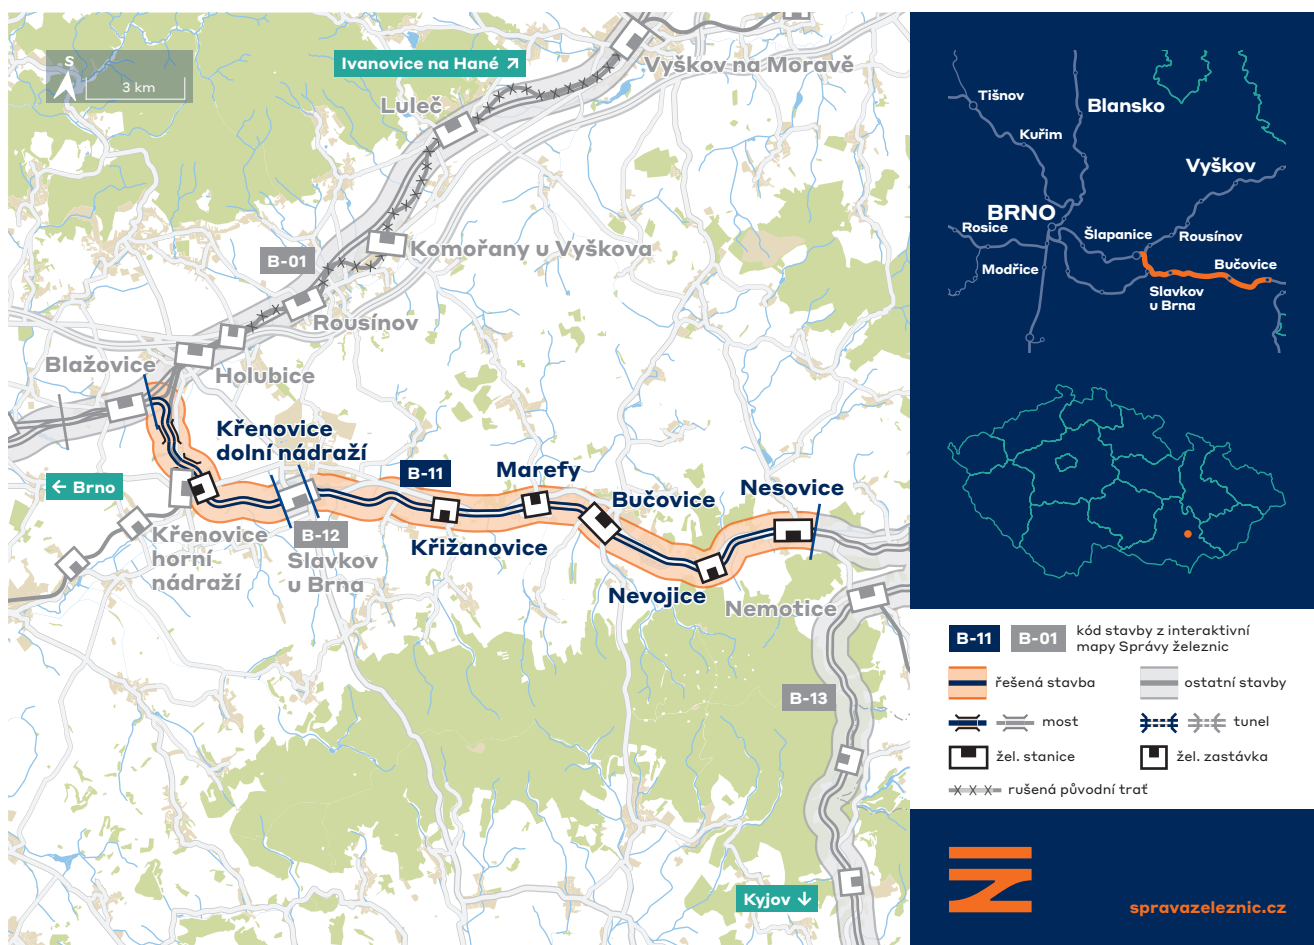 S
3 km
Ivanovice na Hané ↗
Vyškov na Moravě
Luleč
Komořany u Vyškova
B-01
Rousínov
Holubice
Blažovice
Křenovice
dolní nádraží
← Brno
B-11
Marefy
Bučovice
Nesovice
Křenovice
horní
nádraží
B-12
Slavkov
u Brna
Křižanovice
Nevojice
Nemotice
B-13
Kyjov ↓
Tišnov
Blansko
Kuřim
Vyškov
BRNO
Rosice
Šlapanice
Rousínov
Modřice
Bučovice
Slavkov
u Brna
B-11 B-01 kód stavby z interaktivní
mapy Správy železnic
řešená stavba
ostatní stavby
most
tunel
žel. stanice
žel. zastávka
rušená původní trať
spravazeleznic.cz